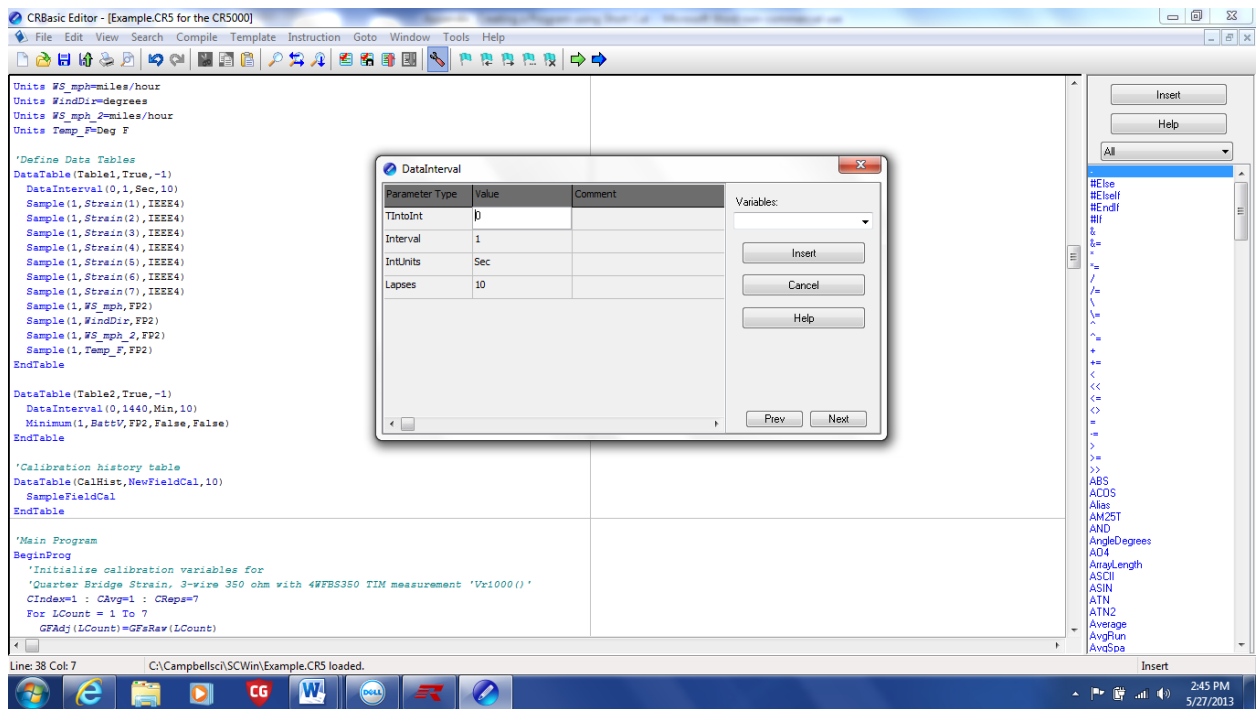 CRBasic Editor - [Example.CR5 for the CR5000]
File Edit View Search Compile Template Instruction Goto Window Tools Help
Units WS_mph=miles/hour
Units WindDir=degrees
Units WS_mph_2=miles/hour
Units Temp_F=Deg F
'Define Data Tables
DataTable(Table1,True,-1)
DataInterval(0,1,Sec,10)
Sample(1,Strain(1),IEEE4)
Sample(1,Strain(2),IEEE4)
Sample(1,Strain(3),IEEE4)
Sample(1,Strain(4),IEEE4)
Sample(1,Strain(5),IEEE4)
Sample(1,Strain(6),IEEE4)
Sample(1,Strain(7),IEEE4)
Sample(1,WS_mph,FP2)
Sample(1,WindDir,FP2)
Sample(1,WS_mph_2,FP2)
Sample(1,Temp_F,FP2)
EndTable
DataTable(Table2,True,-1)
DataInterval(0,1440,Min,10)
Minimum(1,BattV,FP2,False,False)
EndTable
'Calibration history table
DataTable(CalHist,NewFieldCal,10)
SampleFieldCal
EndTable
'Main Program
BeginProg
'Initialize calibration variables for
'Quarter Bridge Strain, 3-wire 350 ohm with 4WFBS350 TIM measurement 'Vr1000()'
CIndex=1 : CAvg=1 : CReps=7
For LCount = 1 To 7
GFAdj(LCount)=GFsRaw(LCount)
DataInterval
Parameter Type Value Comment
TIntoInt 0
Interval 1
IntUnits Sec
Lapses 10
Variables:
Insert
Cancel
Help
Prev Next
Insert
Help
All
-
#Else
#ElseIf
#EndIf
#If
&
&=
*
*=
/
/=
\
\=
^
^=
+
+=
<
<<
<=
<>
=
-=
>
>=
>>
ABS
ACOS
Alias
AM25T
AND
AngleDegrees
AO4
ArrayLength
ASCII
ASIN
ATN
ATN2
Average
AvgRun
AvgSpa
Line: 38 Col: 7 C:\Campbellsci\SCWin\Example.CR5 loaded. Insert
CG W DELL
2:45 PM
5/27/2013